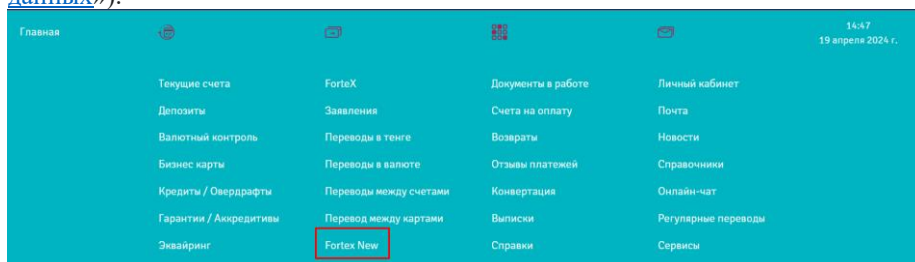 данных»).
Главная
14:47
19 апреля 2024 г.
Текущие счета
ForteX
Документы в работе
Личный кабинет
Депозиты
Заявления
Счета на оплату
Почта
Валютный контроль
Переводы в тенге
Возвраты
Новости
Бизнес карты
Переводы в валюте
Отзывы платежей
Справочники
Кредиты / Овердрафты
Переводы между счетами
Конвертация
Онлайн-чат
Гарантии / Аккредитивы
Перевод между картами
Выписки
Регулярные переводы
Эквайринг
Fortex New
Справки
Сервисы